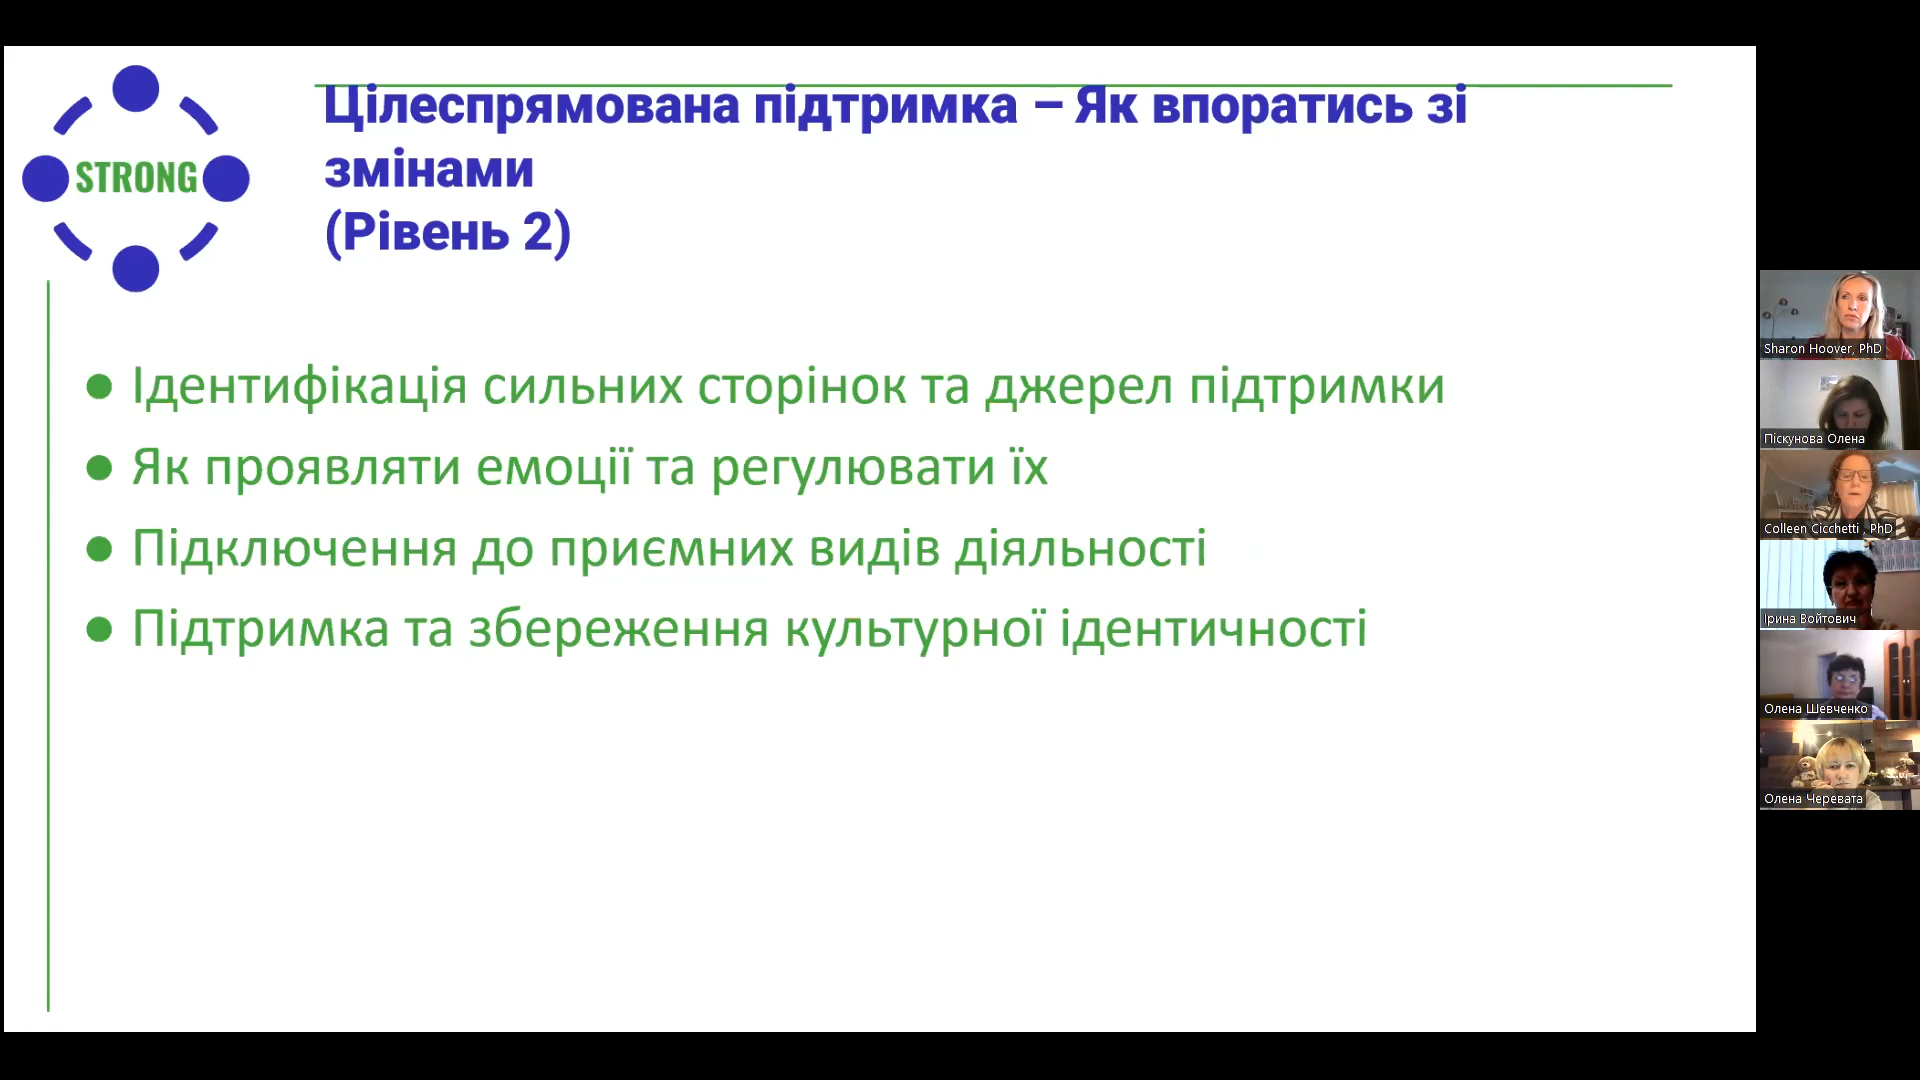 STRONG
Цілеспрямована підтримка – Як впоратись зі
змінами
(Рівень 2)
● Ідентифікація сильних сторінок та джерел підтримки
● Як проявляти емоції та регулювати їх
● Підключення до приємних видів діяльності
● Підтримка та збереження культурної ідентичності
Sharon Hoover, PhD
Піскунова Олена
Colleen Cicchetti , PhD
Ірина Войтович
Олена Шевченко
Олена Черевата